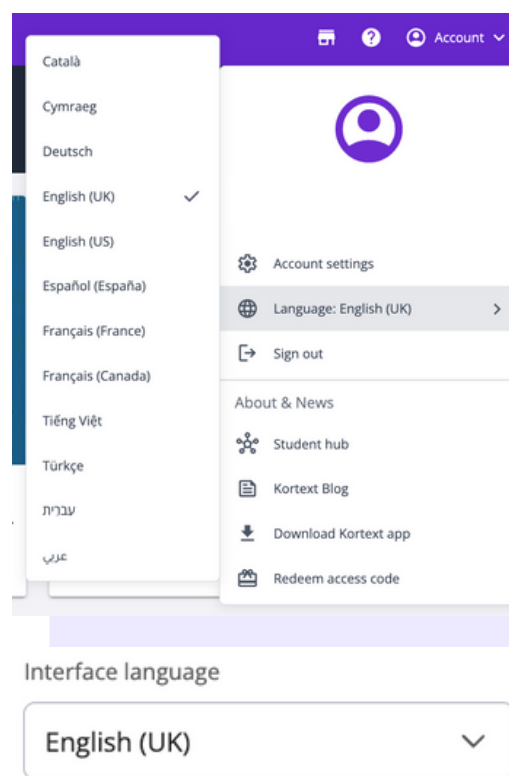 Account
Català
Cymraeg
Deutsch
English (UK)
English (US)
Español (España)
Français (France)
Français (Canada)
Tiếng Việt
Türkçe
עברית
عربي
Account settings
Language: English (UK)
Sign out
About & News
Student hub
Kortext Blog
Download Kortext app
Redeem access code
Interface language
English (UK)